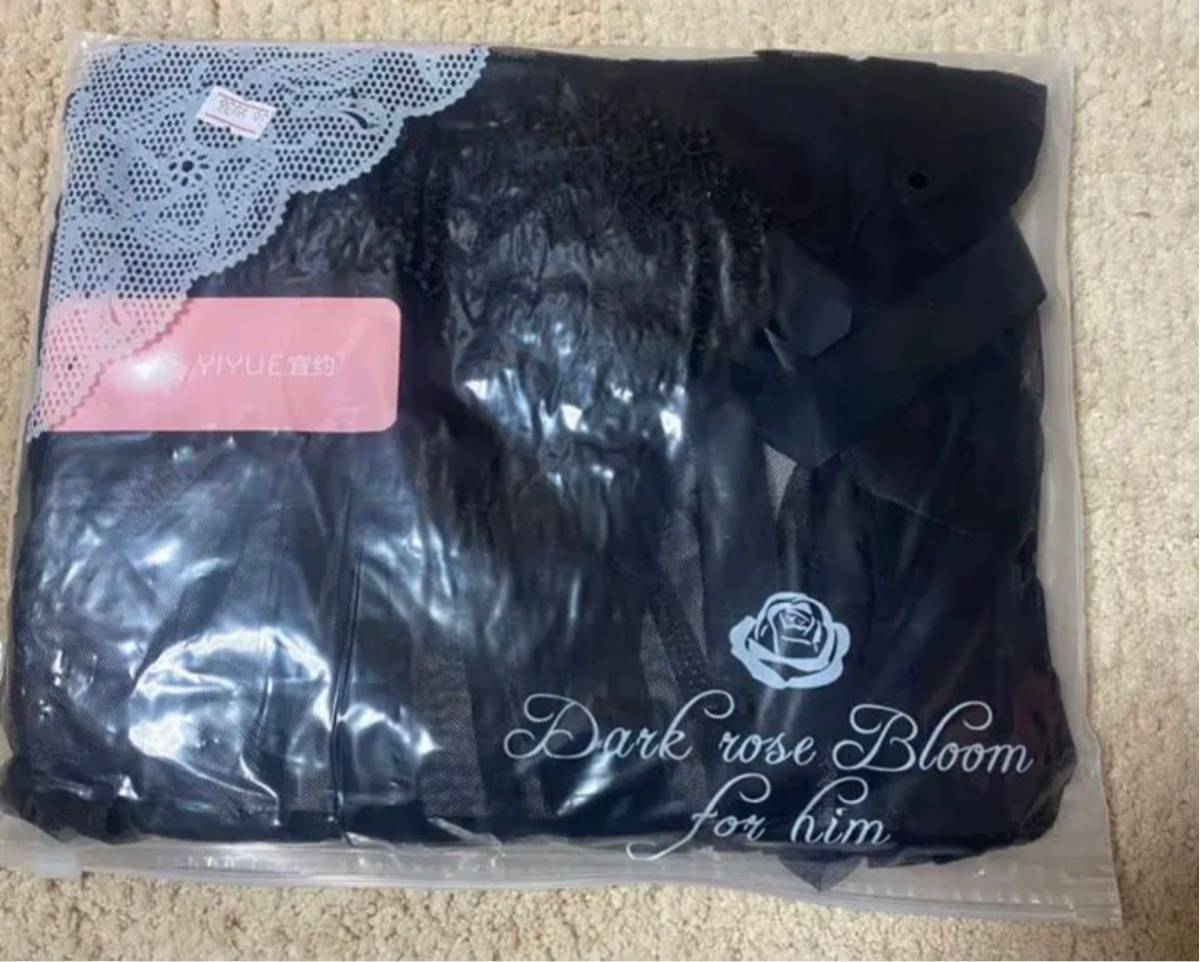 YIYUE宜约
Dark rose Bloom
for him